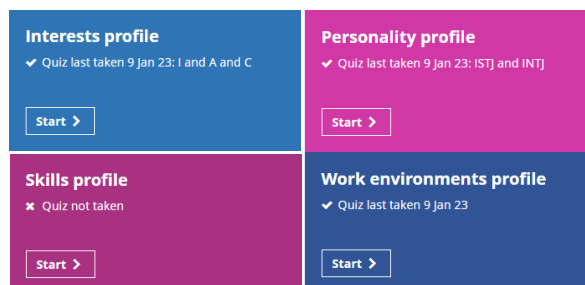 Interests profile
✔ Quiz last taken 9 Jan 23: I and A and C
Start >
Personality profile
✔ Quiz last taken 9 Jan 23: ISTJ and INTJ
Start >
Skills profile
✖ Quiz not taken
Start >
Work environments profile
✔ Quiz last taken 9 Jan 23
Start >